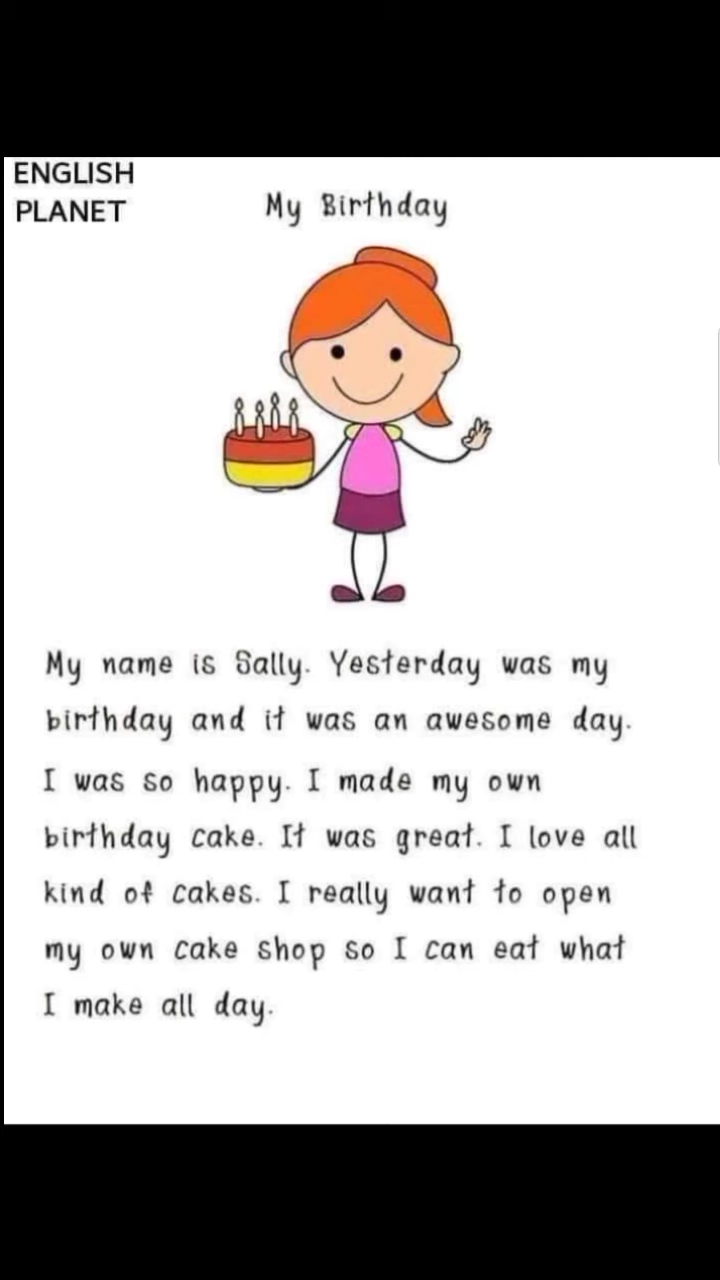 ENGLISH
PLANET
My Birthday
My name is Sally. Yesterday was my
birthday and it was an awesome day.
I was so happy. I made my own
birthday cake. It was great. I love all
kind of cakes. I really want to open
my own cake shop so I can eat what
I make all day.